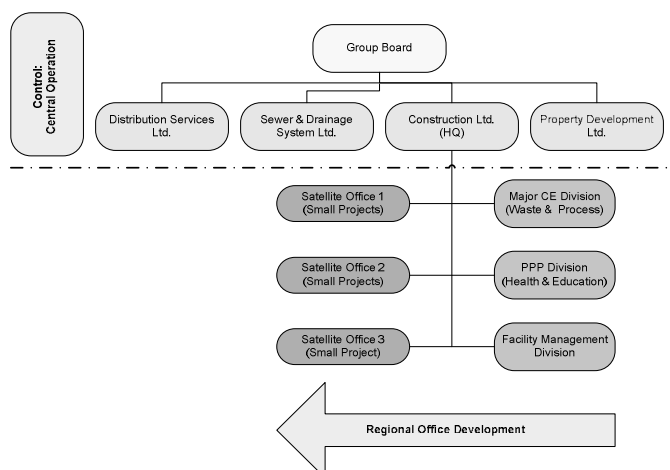 Control:
Central Operation
Group Board
Distribution Services
Ltd.
Sewer & Drainage
System Ltd.
Construction Ltd.
(HQ)
Property Development
Ltd.
Satellite Office 1
(Small Projects)
Major CE Division
(Waste & Process)
Satellite Office 2
(Small Projects)
PPP Division
(Health & Education)
Satellite Office 3
(Small Project)
Facility Management
Division
Regional Office Development